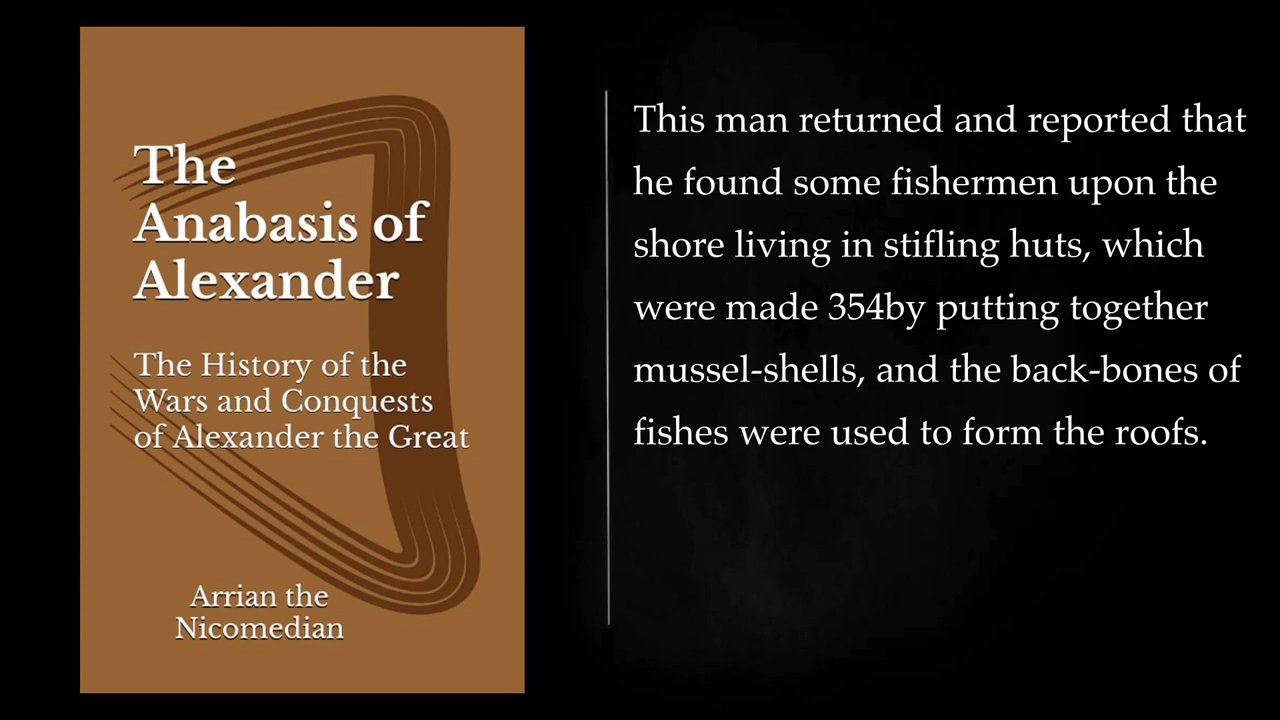 The
Anabasis of
Alexander
The History of the
Wars and Conquests
of Alexander the Great
Arrian the
Nicomedian
This man returned and reported that
he found some fishermen upon the
shore living in stifling huts, which
were made 354by putting together
mussel-shells, and the back-bones of
fishes were used to form the roofs.